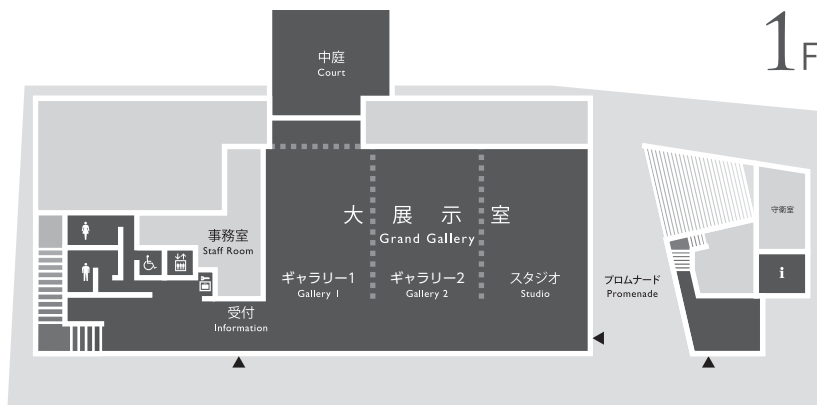 1F
中庭
Court
大展示室
Grand Gallery
事務室
Staff Room
ギャラリー1
Gallery 1
ギャラリー2
Gallery 2
スタジオ
Studio
受付
Information
プロムナード
Promenade
守衛室
i